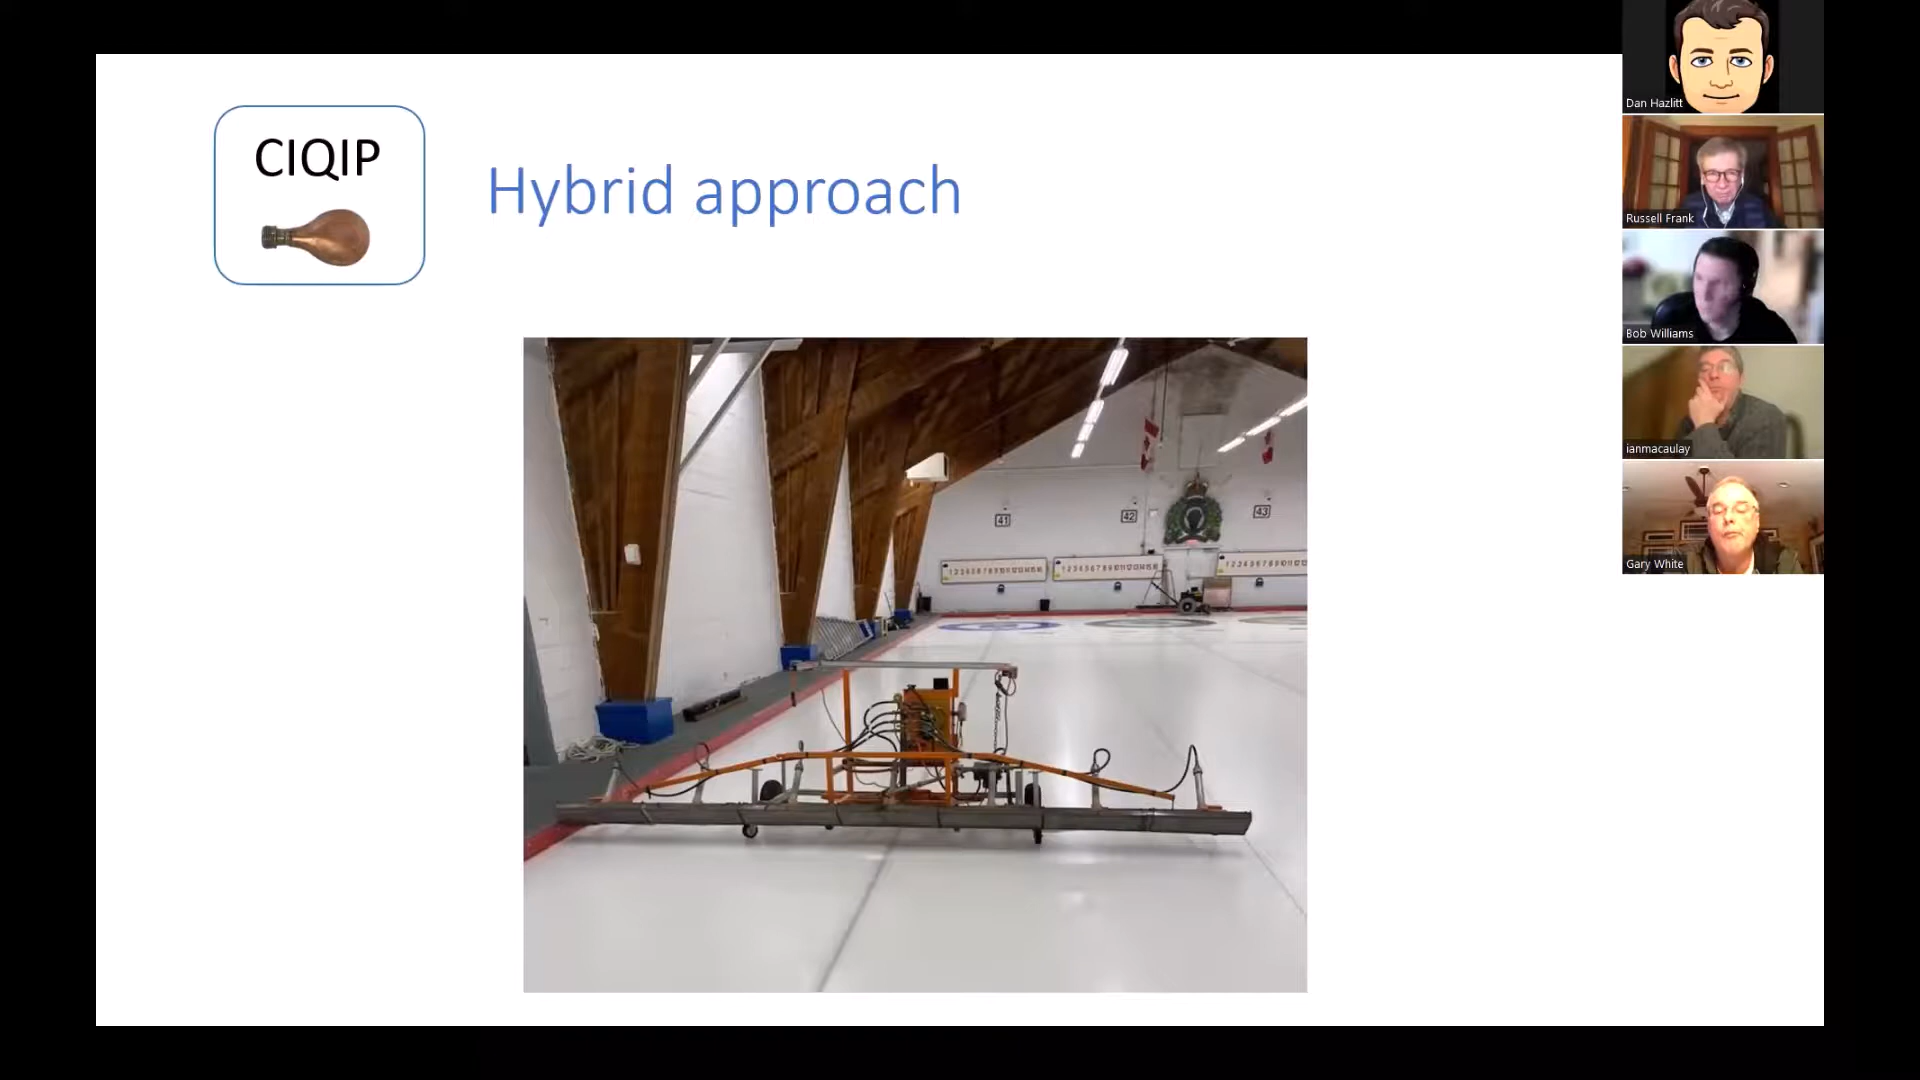 CIQIP
Hybrid approach
41
42
43
Dan Hazlitt
Russell Frank
Bob Williams
ianmacaulay
Gary White